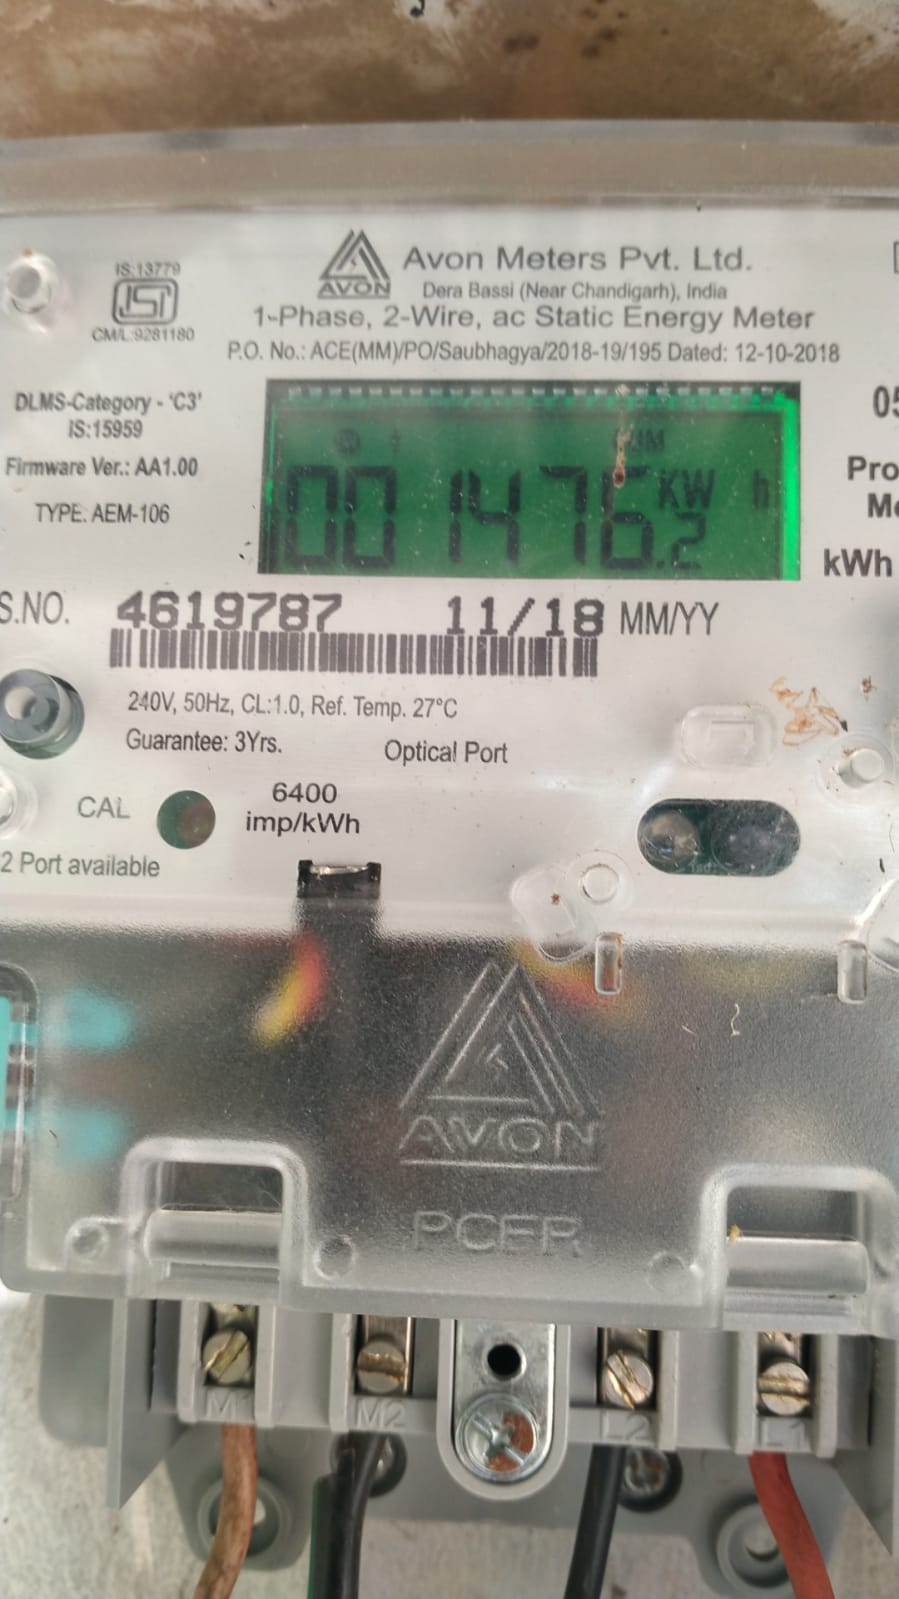 IS:13779
ISI
CM/L:9281180
AVON
Avon Meters Pvt. Ltd.
Dera Bassi (Near Chandigarh), India
1-Phase, 2-Wire, ac Static Energy Meter
P.O. No.: ACE(MM)/PO/Saubhagya/2018-19/195 Dated: 12-10-2018
DLMS-Category - 'C3'
IS:15959
Firmware Ver.: AA1.00
TYPE: AEM-106
001476.2 KW h
kWh
S.NO. 4619787 11/18 MM/YY
240V, 50Hz, CL:1.0, Ref. Temp. 27°C
Guarantee: 3Yrs.
Optical Port
CAL
6400
imp/kWh
2 Port available
AVON
M1 M2 L2 L1